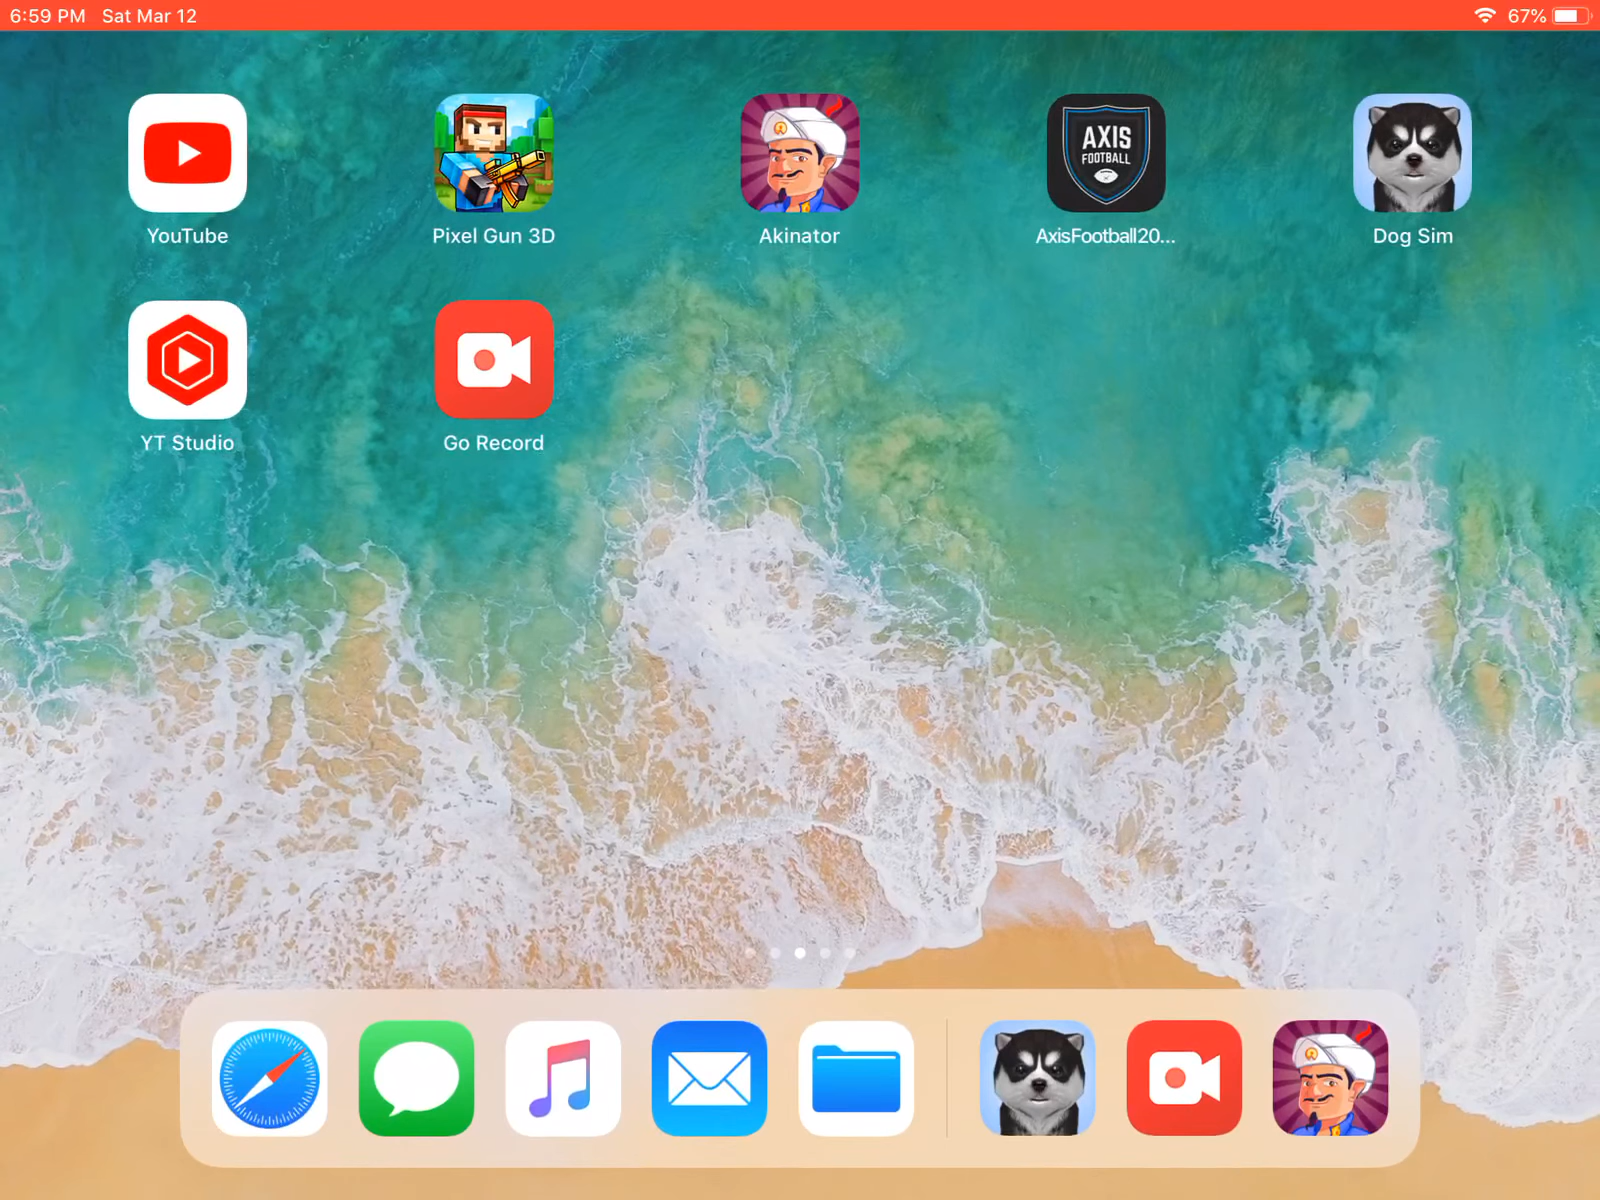 6:59 PM Sat Mar 12 67%
YouTube
Pixel Gun 3D
Akinator
AXIS
FOOTBALL
AxisFootball20...
Dog Sim
YT Studio
Go Record